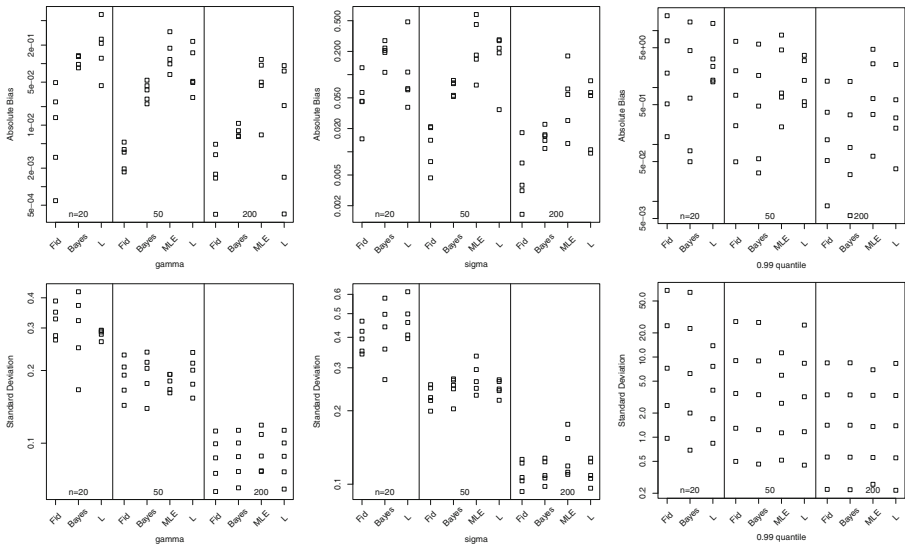 Absolute Bias
2e-01
5e-02
1e-02
2e-03
5e-04
n=20
50
200
Fid
Bayes
L
Fid
Bayes
MLE
L
Fid
Bayes
MLE
L
gamma
Absolute Bias
0.500
0.200
0.050
0.020
0.005
0.002
n=20
50
200
Fid
Bayes
L
Fid
Bayes
MLE
L
Fid
Bayes
MLE
L
sigma
Absolute Bias
5e+00
5e-01
5e-02
5e-03
n=20
50
200
Fid
Bayes
L
Fid
Bayes
MLE
L
Fid
Bayes
MLE
L
0.99 quantile
Standard Deviation
0.4
0.3
0.2
0.1
n=20
50
200
Fid
Bayes
L
Fid
Bayes
MLE
L
Fid
Bayes
MLE
L
gamma
Standard Deviation
0.6
0.5
0.4
0.3
0.2
0.1
n=20
50
200
Fid
Bayes
L
Fid
Bayes
MLE
L
Fid
Bayes
MLE
L
sigma
Standard Deviation
50.0
20.0
10.0
5.0
2.0
1.0
0.5
0.2
n=20
50
200
Fid
Bayes
L
Fid
Bayes
MLE
L
Fid
Bayes
MLE
L
0.99 quantile